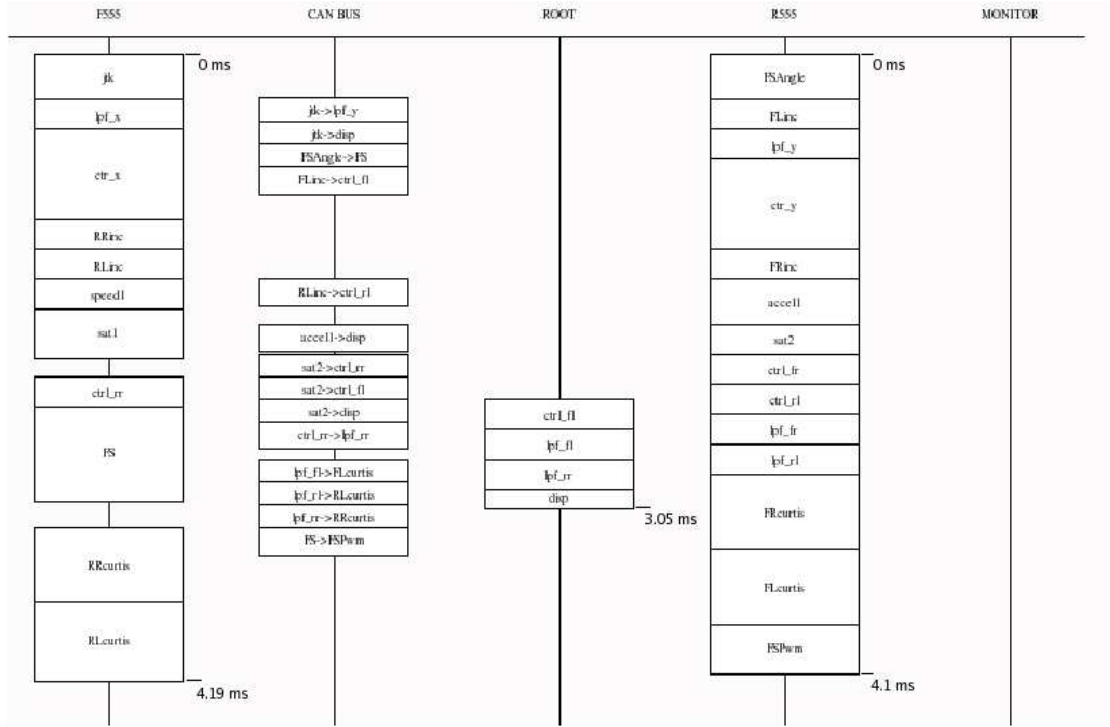 F555 CAN BUS ROOT R555 MONITOR
0 ms
0 ms
jtk
lpf_x
ctr_x
RRinc
RLinc
speed1
sat1
ctrl_rr
FS
RRcurtis
RLcurtis
4.19 ms
jtk->lpf_y
jtk->disp
FSAngle->FS
FLinc->ctrl_fl
RLinc->ctrl_rl
accel1->disp
sat2->ctrl_rr
sat2->ctrl_fl
sat2->disp
ctrl_rr->lpf_rr
lpf_fl->FLcurtis
lpf_rl->RLcurtis
lpf_rr->RRcurtis
FS->FSPwm
ctrl_fl
lpf_fl
lpf_rr
disp
3.05 ms
FSAngle
FLinc
lpf_y
ctr_y
FRinc
accel1
sat2
ctrl_fr
ctrl_rl
lpf_fr
lpf_rl
FRcurtis
FLcurtis
FSPwm
4.1 ms